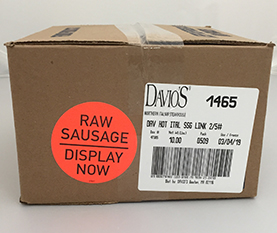 DAVIO'S
NORTHERN ITALIAN STEAKHOUSE
1465
DAV HOT ITAL SSG LINK 2/5#
10.00 0509 03/04/19
RAW
SAUSAGE
DISPLAY
NOW